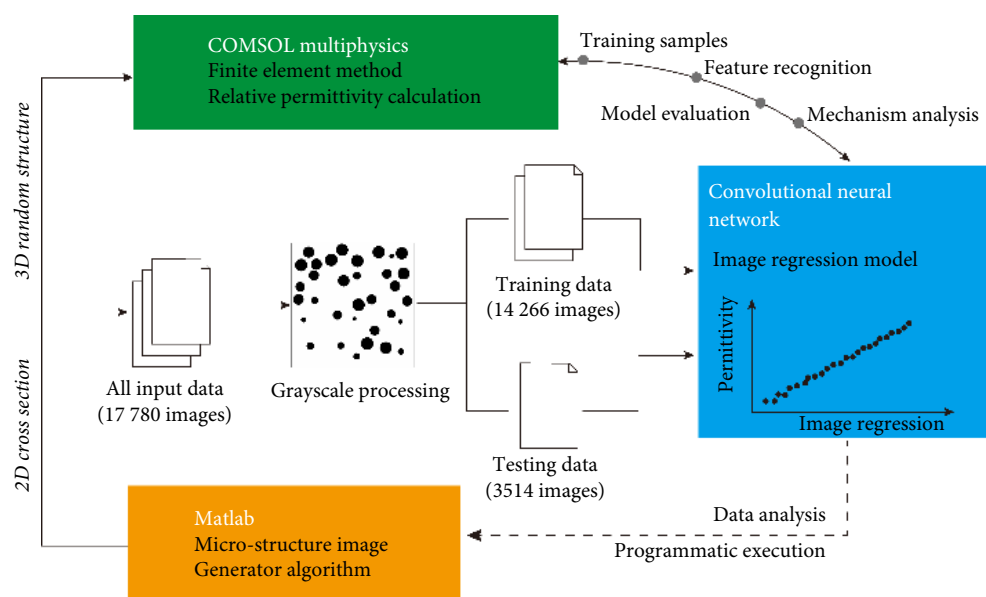 COMSOL multiphysics
Finite element method
Relative permittivity calculation
Training samples
Feature recognition
Model evaluation
Mechanism analysis
3D random structure
2D cross section
All input data
(17 780 images)
Grayscale processing
Training data
(14 266 images)
Testing data
(3514 images)
Convolutional neural
network
Image regression model
Permittivity
Image regression
Matlab
Micro-structure image
Generator algorithm
Data analysis
Programmatic execution